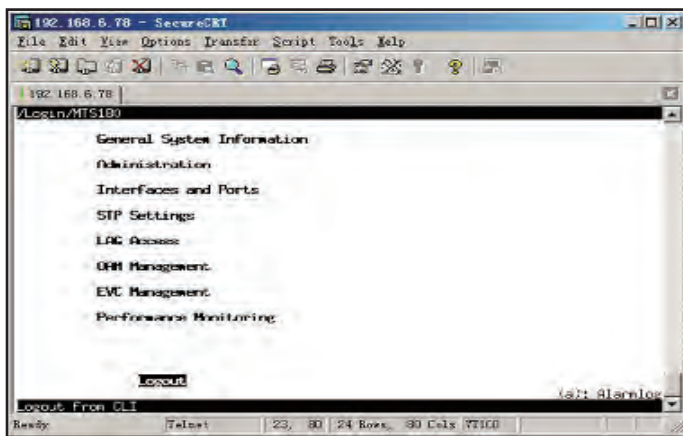 192.168.6.78 - SecureCRT
File Edit View Options Transfer Script Tools Help
192.168.6.78
/Login/MTS180
General System Information
Administration
Interfaces and Ports
STP Settings
LAG Access
OAM Management
EVC Management
Performance Monitoring
Logout
(a): Alarmlog
Logout From CLI
Ready Telnet 23, 80 24 Rows, 80 Cols VT100